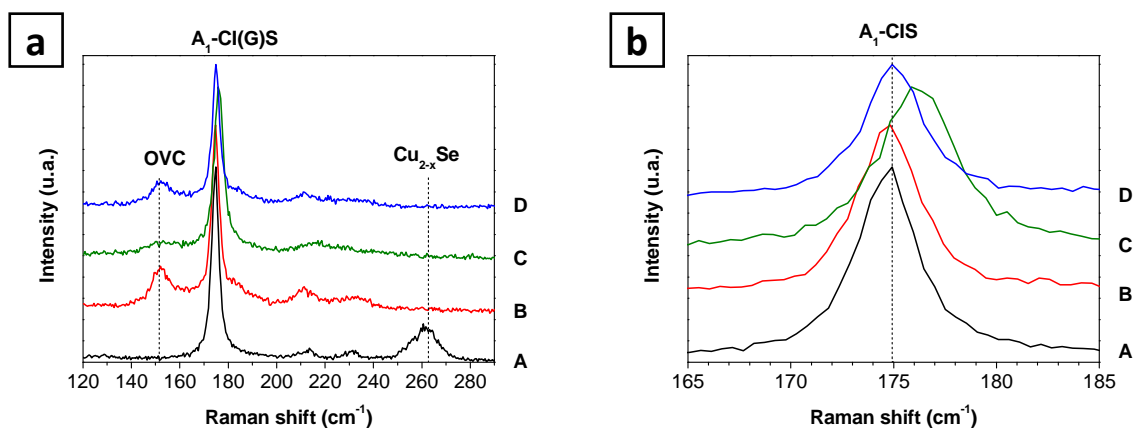 a
A₁-CI(G)S
OVC
Cu₂₋ₓSe
D
C
B
A
Intensity (u.a.)
120 140 160 180 200 220 240 260 280
Raman shift (cm⁻¹)
b
A₁-CIS
D
C
B
A
Intensity (u.a.)
165 170 175 180 185
Raman shift (cm⁻¹)